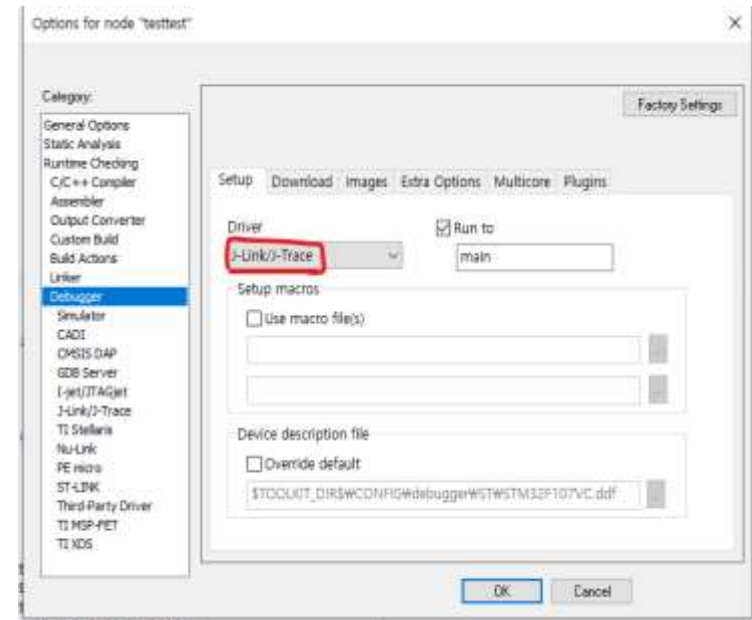 Options for node "testtest"
Category:
General Options
Static Analysis
Runtime Checking
C/C++ Compiler
Assembler
Output Converter
Custom Build
Build Actions
Linker
Debugger
Simulator
CADI
CMSIS DAP
GDB Server
I-jet/JTAGjet
J-Link/J-Trace
TI Stellaris
Nu-Link
PE micro
ST-LINK
Third-Party Driver
TI MSP-FET
TI XDS
Factory Settings
Setup Download Images Extra Options Multicore Plugins
Driver
J-Link/J-Trace
Run to
main
Setup macros
Use macro file(s)
Device description file
Override default
$TOOLKIT_DIR$₩CONFIG₩debugger₩ST₩STM32F107VC.ddf
OK Cancel